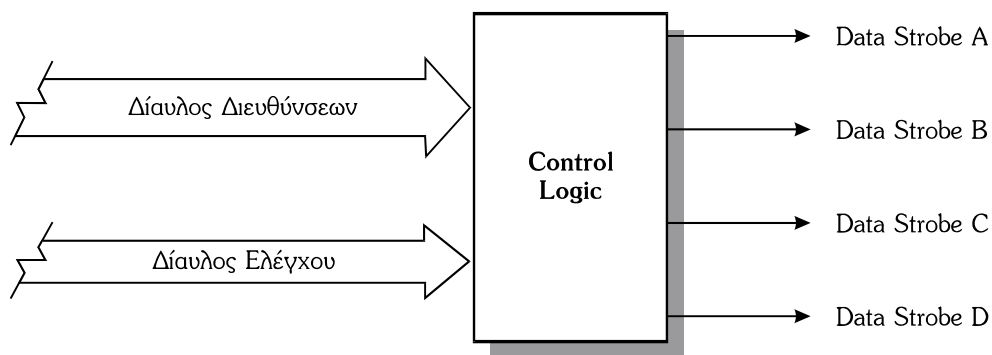 Data Strobe A
Δίαυλος Διευθύνσεων
Data Strobe B
Control
Logic
Data Strobe C
Δίαυλος Ελέγχου
Data Strobe D